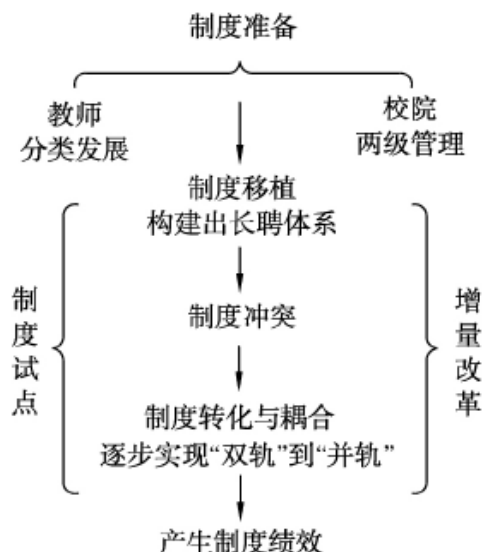 制度准备
教师
分类发展
校院
两级管理
制度移植
构建出长聘体系
制度试点
增量改革
制度冲突
制度转化与耦合
逐步实现“双轨”到“并轨”
产生制度绩效